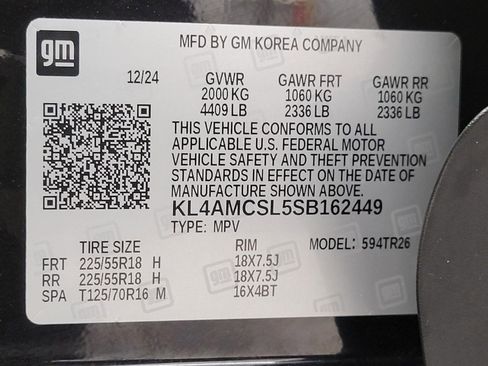 gm
MFD BY GM KOREA COMPANY
12/24 GVWR GAWR FRT GAWR RR
2000 KG 1060 KG 1060 KG
4409 LB 2336 LB 2336 LB
THIS VEHICLE CONFORMS TO ALL
APPLICABLE U.S. FEDERAL MOTOR
VEHICLE SAFETY AND THEFT PREVENTION
STANDARDS IN EFFECT ON THE DATE OF
MANUFACTURE SHOWN ABOVE.
KL4AMCSL5SB162449
TYPE: MPV
TIRE SIZE RIM MODEL: 594TR26
FRT 225/55R18 H 18X7.5J
RR 225/55R18 H 18X7.5J
SPA T125/70R16 M 16X4BT